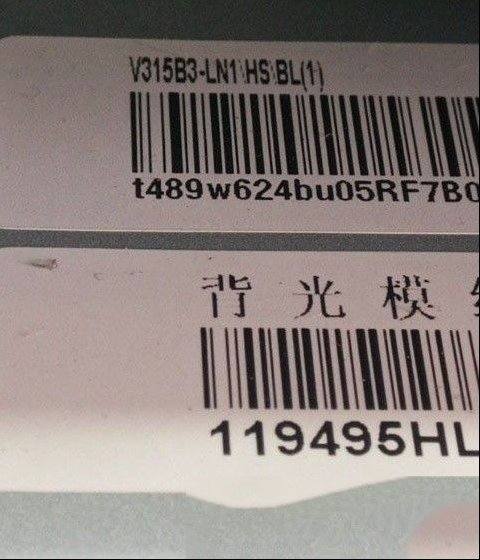 V315B3-LN1\HS\BL(1)
t489w624bu05RF7B0
背光模
119495HL